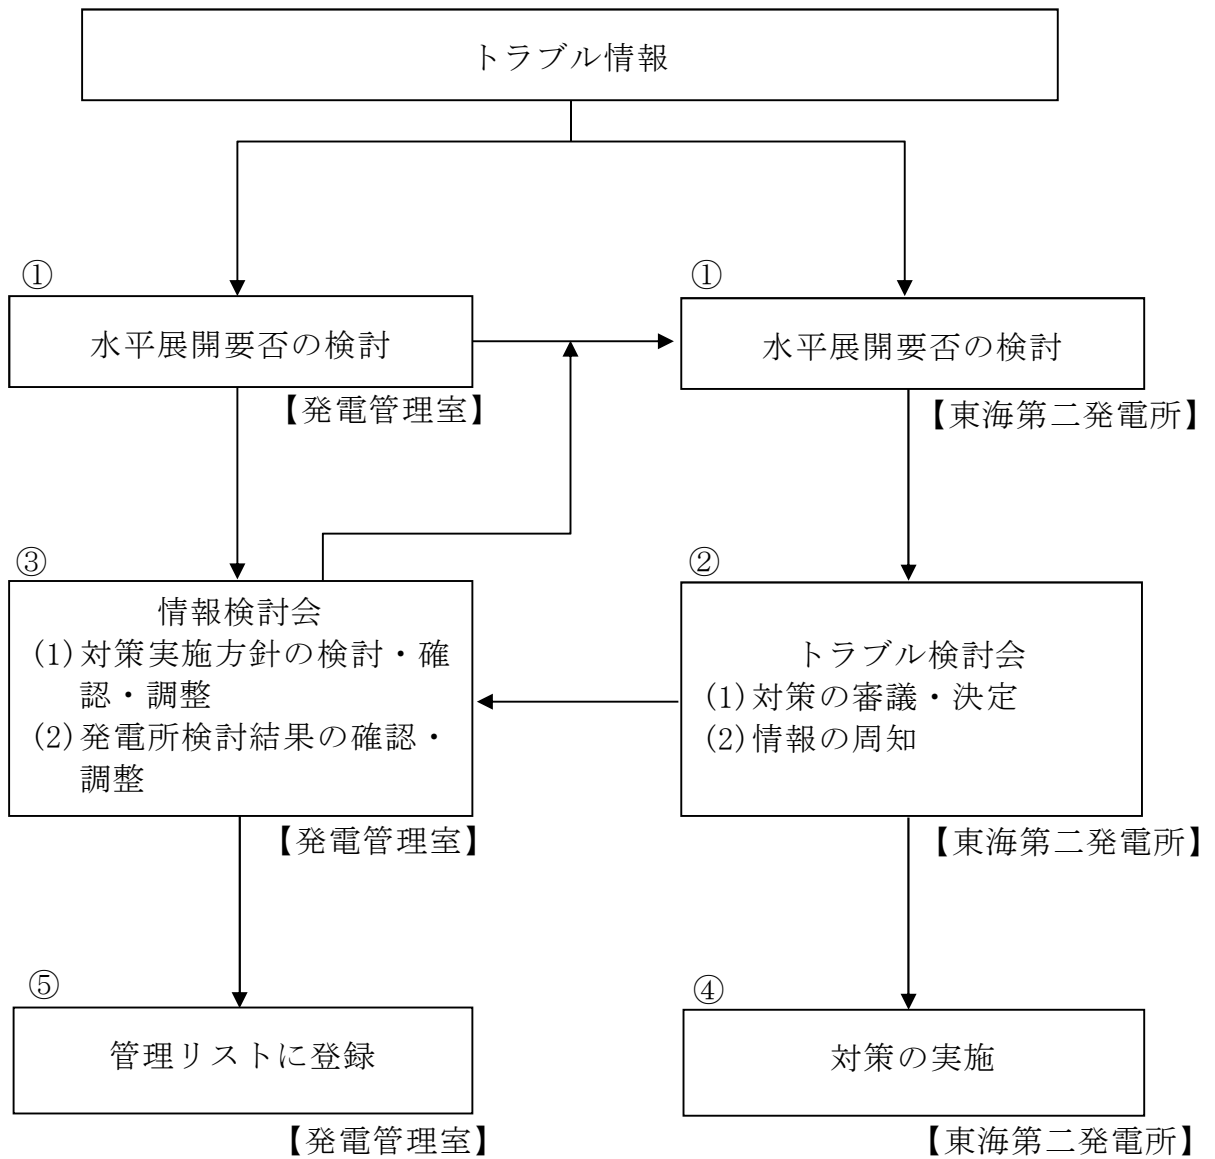 トラブル情報
①
水平展開要否の検討
【発電管理室】
①
水平展開要否の検討
【東海第二発電所】
③
情報検討会
(1)対策実施方針の検討・確
認・調整
(2)発電所検討結果の確認・
調整
【発電管理室】
②
トラブル検討会
(1)対策の審議・決定
(2)情報の周知
【東海第二発電所】
⑤
管理リストに登録
【発電管理室】
④
対策の実施
【東海第二発電所】